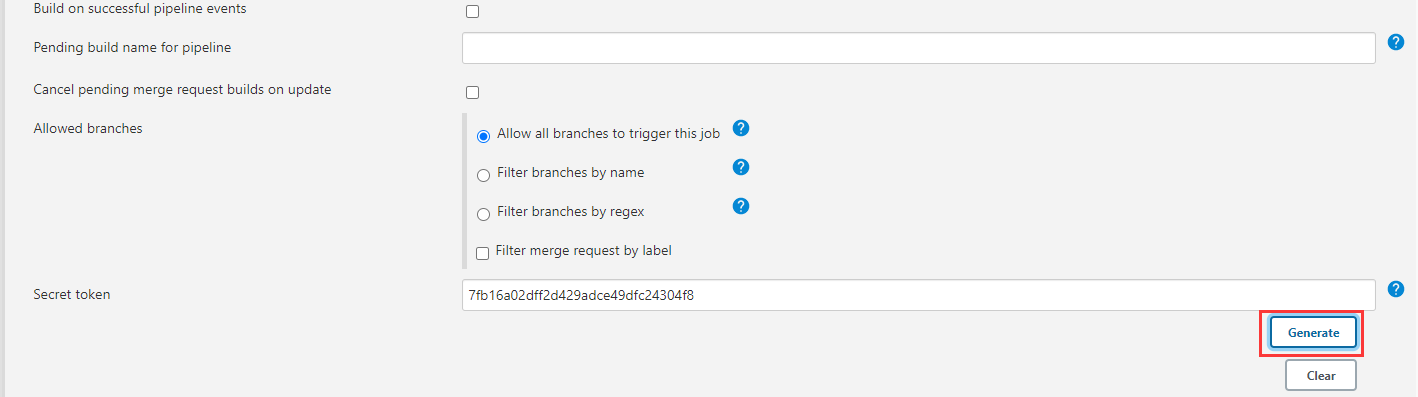 Build on successful pipeline events
Pending build name for pipeline
?
Cancel pending merge request builds on update
Allowed branches
Allow all branches to trigger this job
?
Filter branches by name
?
Filter branches by regex
?
Filter merge request by label
Secret token
7fb16a02dff2d429adce49dfc24304f8
?
Generate
Clear